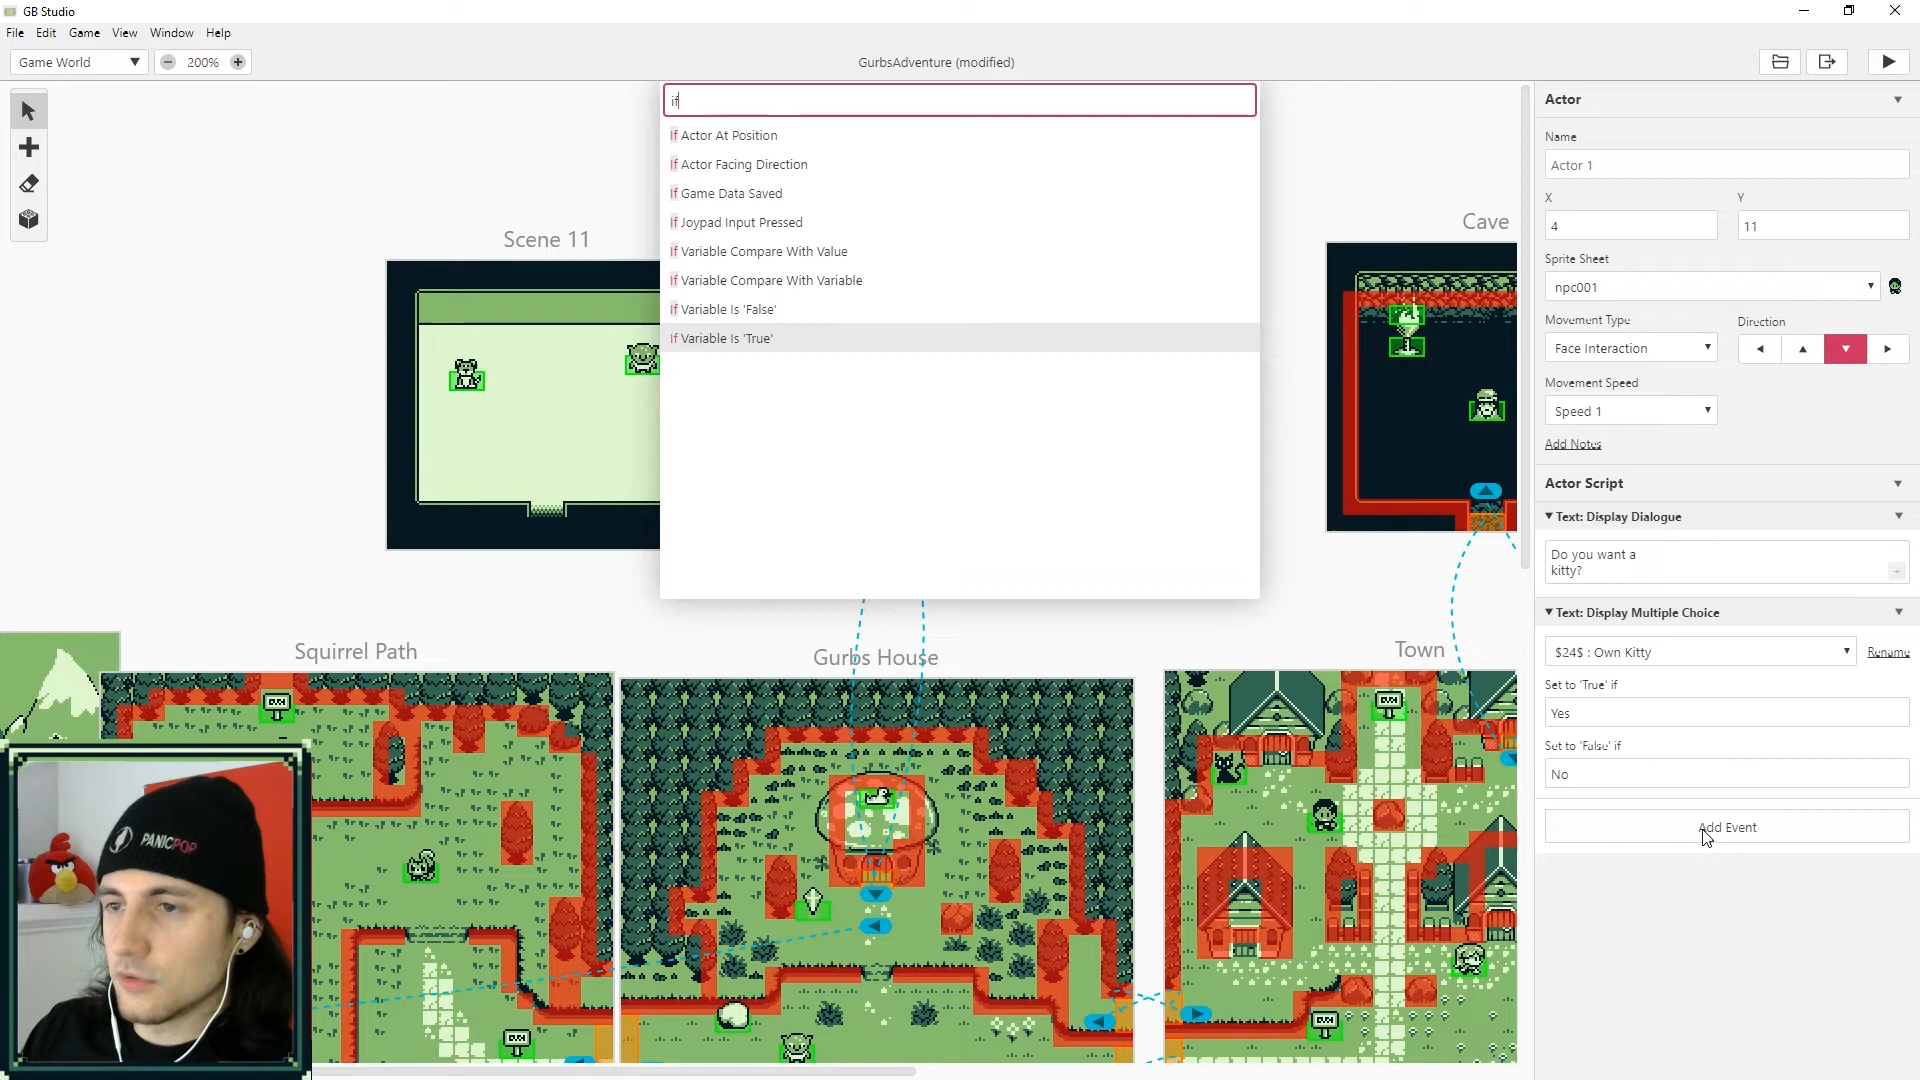 GB Studio
File Edit Game View Window Help
Game World
200%
GurbsAdventure (modified)
if
If Actor At Position
If Actor Facing Direction
If Game Data Saved
If Joypad Input Pressed
If Variable Compare With Value
If Variable Compare With Variable
If Variable Is 'False'
If Variable Is 'True'
Scene 11
Cave
Squirrel Path
Gurbs House
Town
PANICPOP
Actor
Name
Actor 1
X
Y
4
11
Sprite Sheet
npc001
Movement Type
Direction
Face Interaction
Movement Speed
Speed 1
Add Notes
Actor Script
Text: Display Dialogue
Do you want a
kitty?
Text: Display Multiple Choice
$24$ : Own Kitty
Rename
Set to 'True' if
Yes
Set to 'False' if
No
Add Event